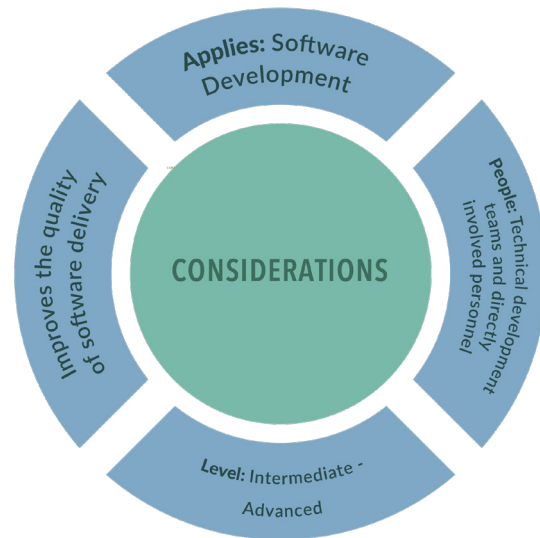 Applies: Software
Development
People: Technical development
teams and directly
involved personnel
CONSIDERATIONS
Improves the quality
of software delivery
Level: Intermediate -
Advanced